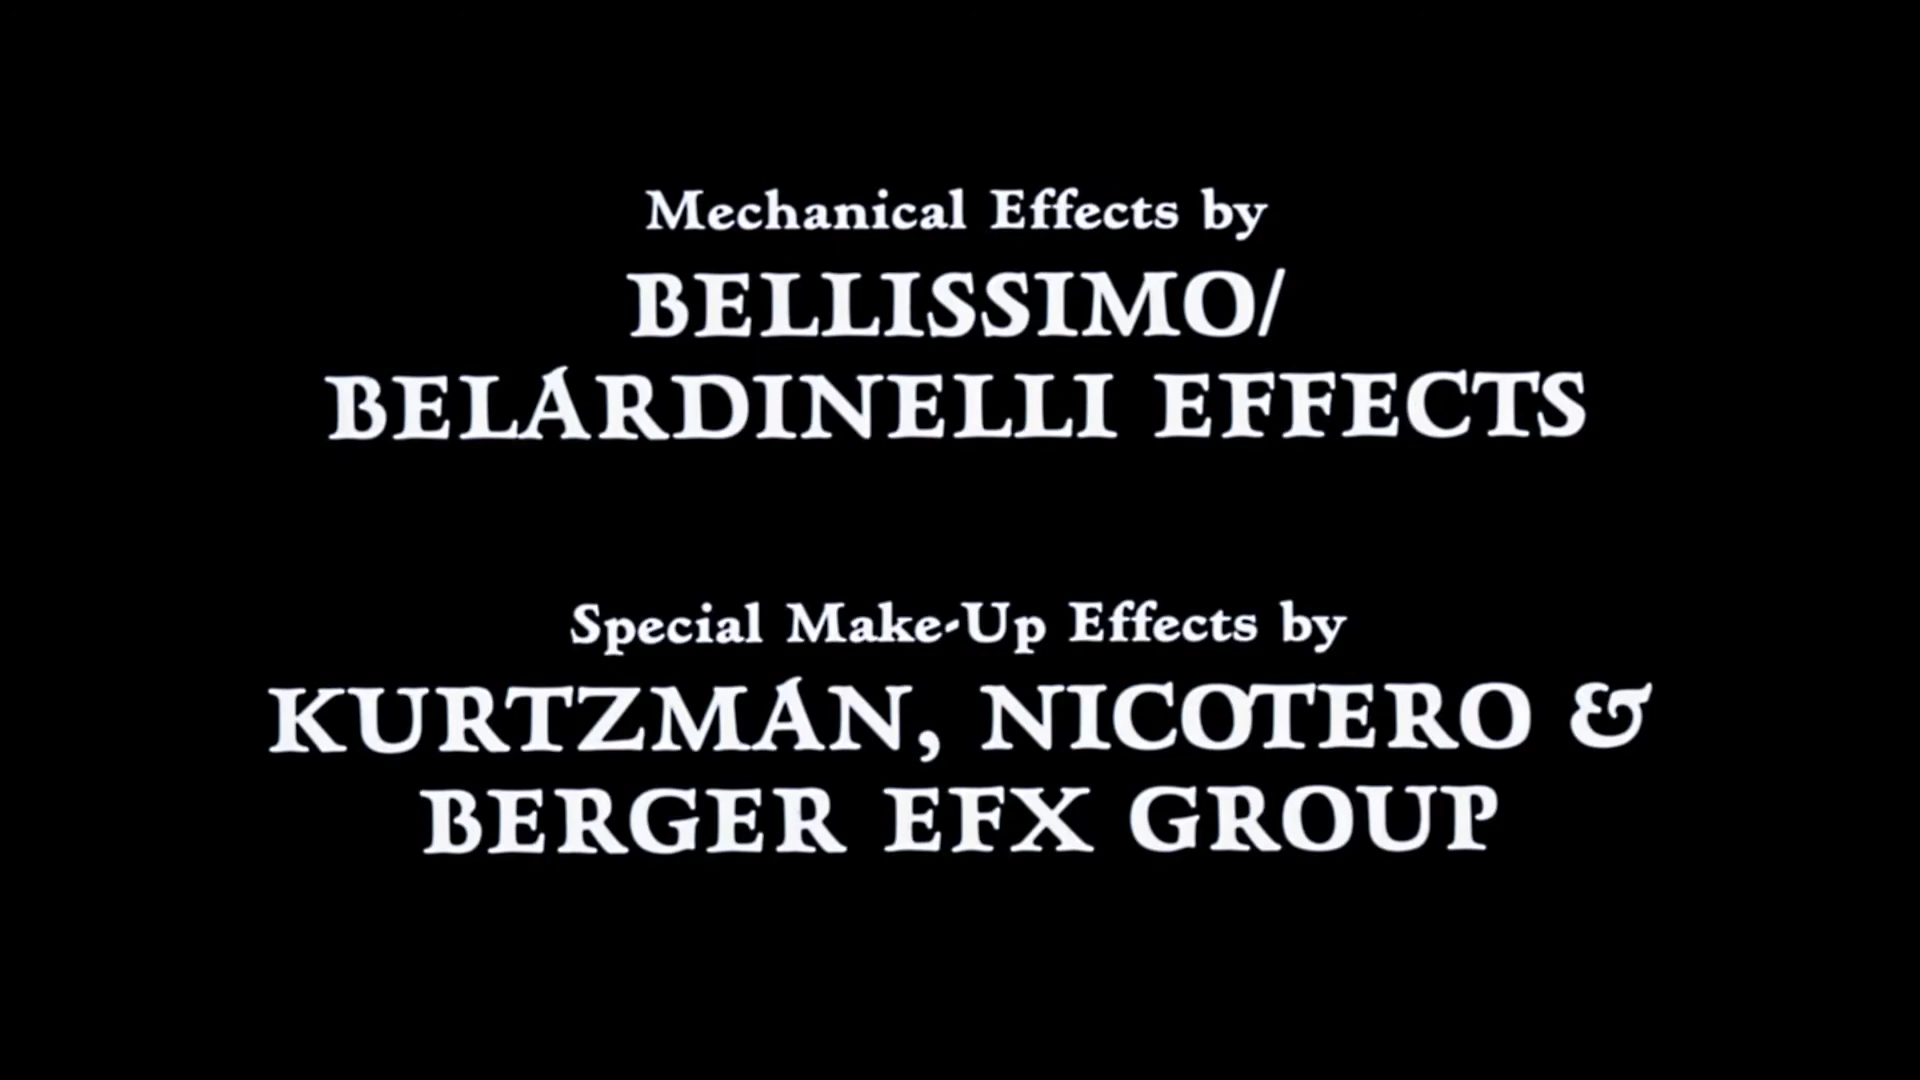 Mechanical Effects by
BELLISSIMO/
BELARDINELLI EFFECTS
Special Make-Up Effects by
KURTZMAN, NICOTERO &
BERGER EFX GROUP